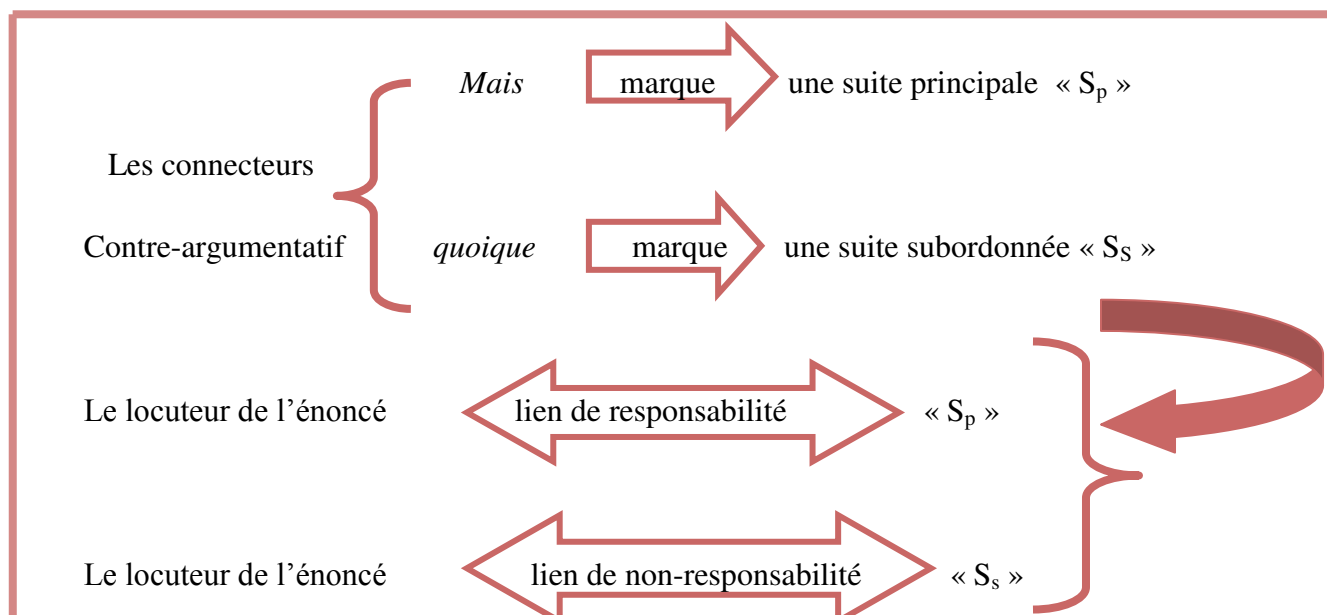 Mais marque une suite principale « Sp »
Les connecteurs
Contre-argumentatif quoique marque une suite subordonnée « SS »
Le locuteur de l’énoncé lien de responsabilité « Sp »
Le locuteur de l’énoncé lien de non-responsabilité « Ss »